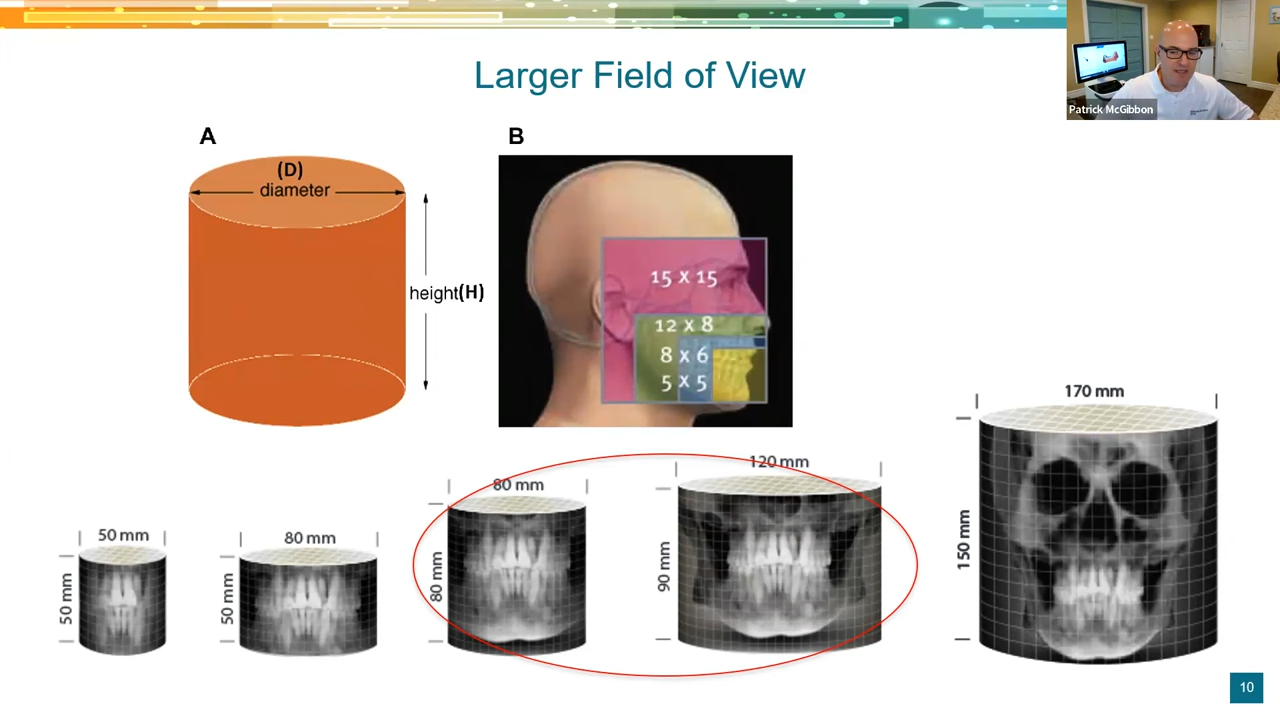 Larger Field of View
Patrick McGibbon
A
B
(D)
diameter
height(H)
15 x 15
12 x 8
8 x 6
5 x 5
50 mm
50 mm
80 mm
50 mm
80 mm
80 mm
120 mm
90 mm
170 mm
150 mm
10